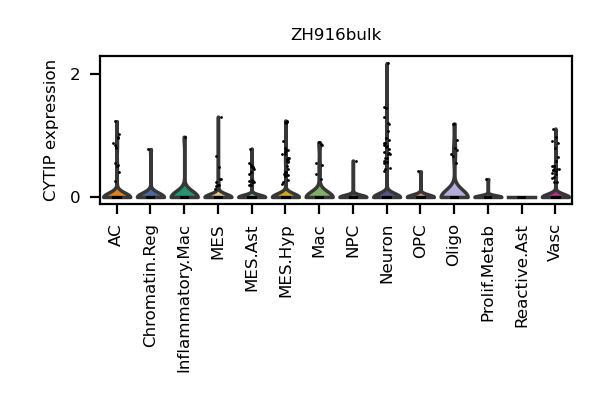 ZH916bulk
CYTIP expression
2
0
AC
Chromatin.Reg
Inflammatory.Mac
MES
MES.Ast
MES.Hyp
Mac
NPC
Neuron
OPC
Oligo
Prolif.Metab
Reactive.Ast
Vasc